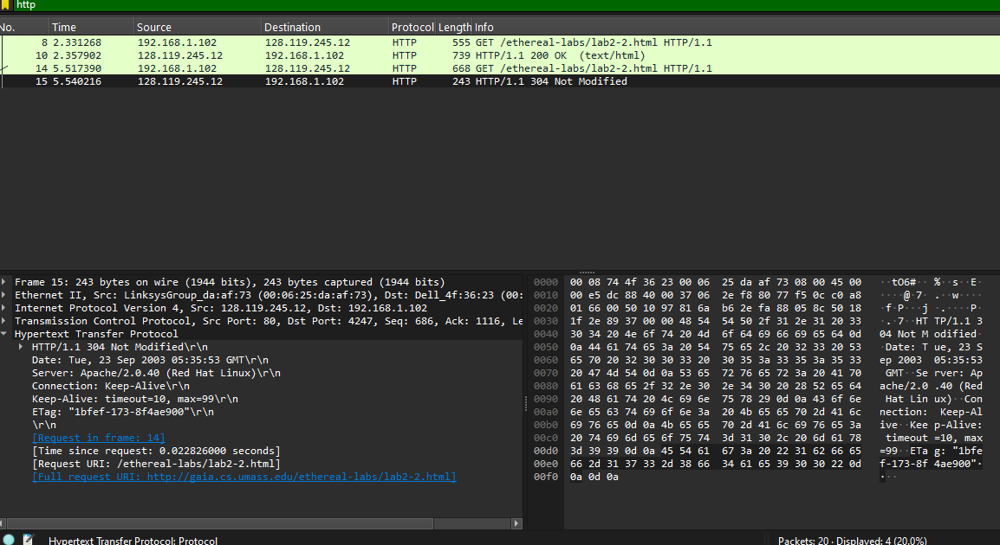 http
No. Time Source Destination Protocol Length Info
8 2.331268 192.168.1.102 128.119.245.12 HTTP 555 GET /ethereal-labs/lab2-2.html HTTP/1.1
10 2.357902 128.119.245.12 192.168.1.102 HTTP 739 HTTP/1.1 200 OK (text/html)
14 5.517390 192.168.1.102 128.119.245.12 HTTP 668 GET /ethereal-labs/lab2-2.html HTTP/1.1
15 5.540216 128.119.245.12 192.168.1.102 HTTP 243 HTTP/1.1 304 Not Modified
Frame 15: 243 bytes on wire (1944 bits), 243 bytes captured (1944 bits)
Ethernet II, Src: LinksysGroup_da:af:73 (00:06:25:da:af:73), Dst: Dell_4f:36:23 (00:
Internet Protocol Version 4, Src: 128.119.245.12, Dst: 192.168.1.102
Transmission Control Protocol, Src Port: 80, Dst Port: 4247, Seq: 686, Ack: 1116, Le
Hypertext Transfer Protocol
HTTP/1.1 304 Not Modified\r\n
Date: Tue, 23 Sep 2003 05:35:53 GMT\r\n
Server: Apache/2.0.40 (Red Hat Linux)\r\n
Connection: Keep-Alive\r\n
Keep-Alive: timeout=10, max=99\r\n
ETag: "1bfef-173-8f4ae900"\r\n
\r\n
[Request in frame: 14]
[Time since request: 0.022826000 seconds]
[Request URI: /ethereal-labs/lab2-2.html]
[Full request URI: http://gaia.cs.umass.edu/ethereal-labs/lab2-2.html]
0000 00 08 74 4f 36 23 00 06 25 da af 73 08 00 45 00 ··tO6#·· %··s··E·
0010 00 e5 dc 88 40 00 37 06 2e f8 80 77 f5 0c c0 a8 ····@·7· .··w····
0020 01 66 00 50 10 97 81 6a b6 2e fa 88 05 8c 50 18 ·f·P···j ·.····P·
0030 1f 2e 89 37 00 00 48 54 54 50 2f 31 2e 31 20 33 ·.·7··HT TP/1.1 3
0040 30 34 20 4e 6f 74 20 4d 6f 64 69 66 69 65 64 0d 04 Not M odified·
0050 0a 44 61 74 65 3a 20 54 75 65 2c 20 32 33 20 53 ·Date: T ue, 23 S
0060 65 70 20 32 30 30 33 20 30 35 3a 33 35 3a 35 33 ep 2003 05:35:53
0070 20 47 4d 54 0d 0a 53 65 72 76 65 72 3a 20 41 70 GMT··Se rver: Ap
0080 61 63 68 65 2f 32 2e 30 2e 34 30 20 28 52 65 64 ache/2.0 .40 (Red
0090 20 48 61 74 20 4c 69 6e 75 78 29 0d 0a 43 6f 6e Hat Lin ux)··Con
00a0 6e 65 63 74 69 6f 6e 3a 20 4b 65 65 70 2d 41 6c nection: Keep-Al
00b0 69 76 65 0d 0a 4b 65 65 70 2d 41 6c 69 76 65 3a ive··Kee p-Alive:
00c0 20 74 69 6d 65 6f 75 74 3d 31 30 2c 20 6d 61 78 timeout =10, max
00d0 3d 39 39 0d 0a 45 54 61 67 3a 20 22 31 62 66 65 =99··ETa g: "1bfe
00e0 66 2d 31 37 33 2d 38 66 34 61 65 39 30 30 22 0d f-173-8f 4ae900"·
00f0 0a 0d 0a ···
Hypertext Transfer Protocol: Protocol
Packets: 20 · Displayed: 4 (20.0%)